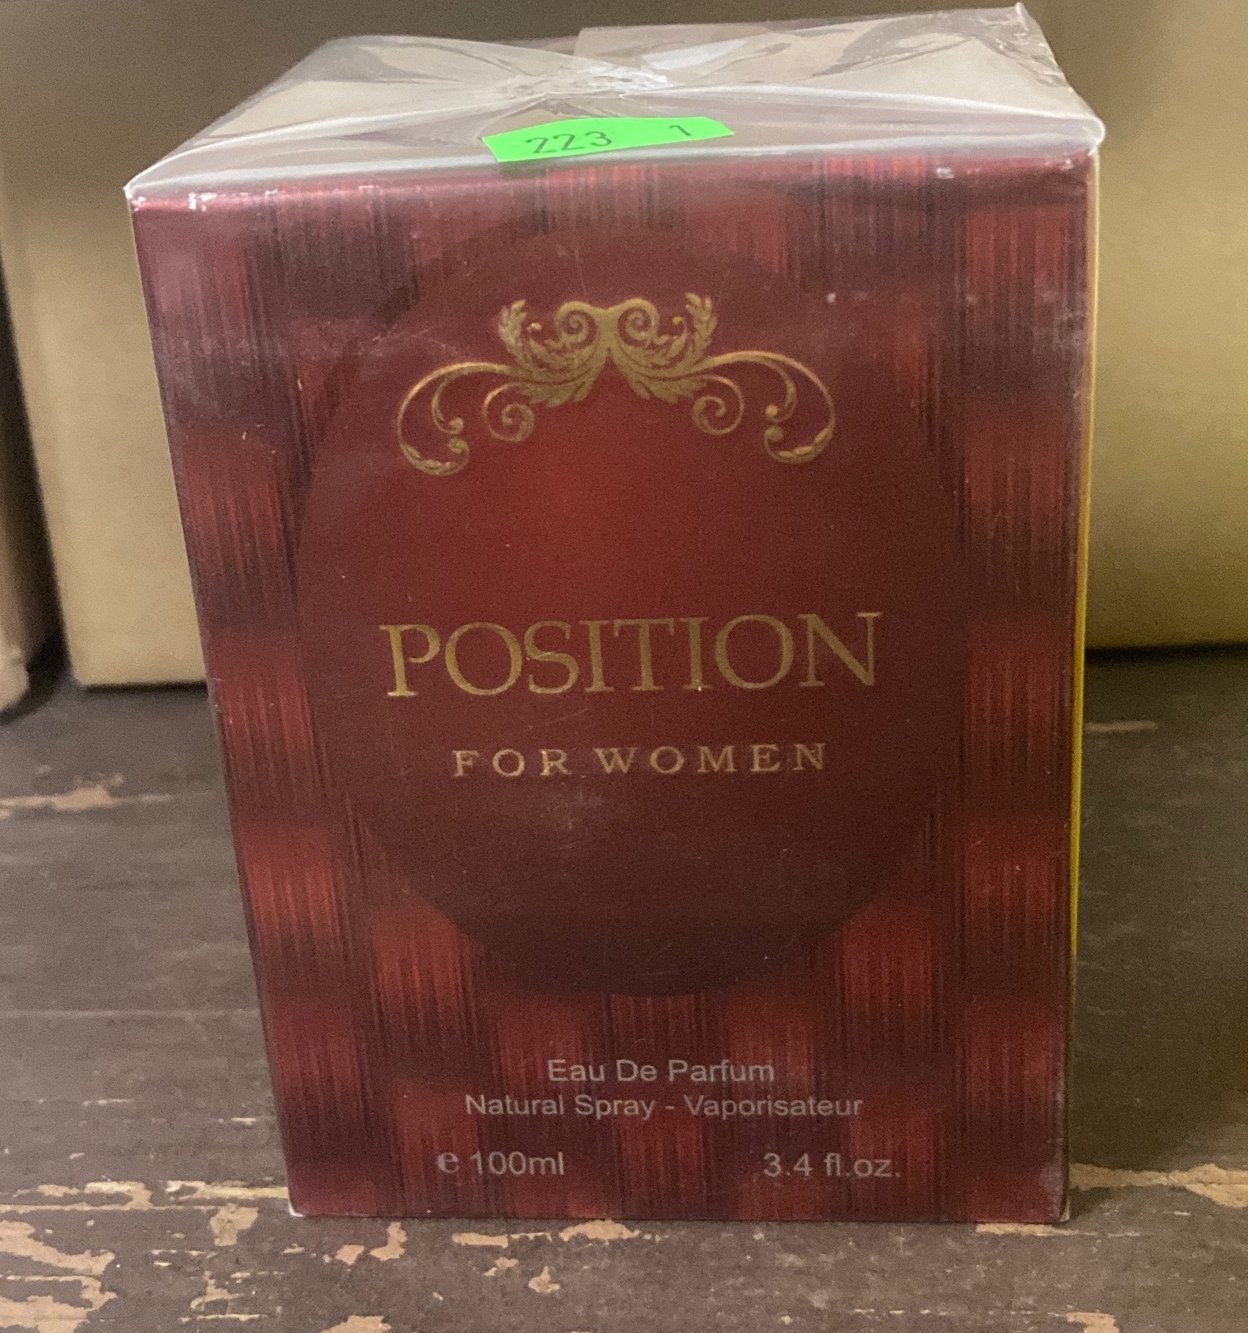 223 1
POSITION
FOR WOMEN
Eau De Parfum
Natural Spray - Vaporisateur
e 100ml 3.4 fl.oz.